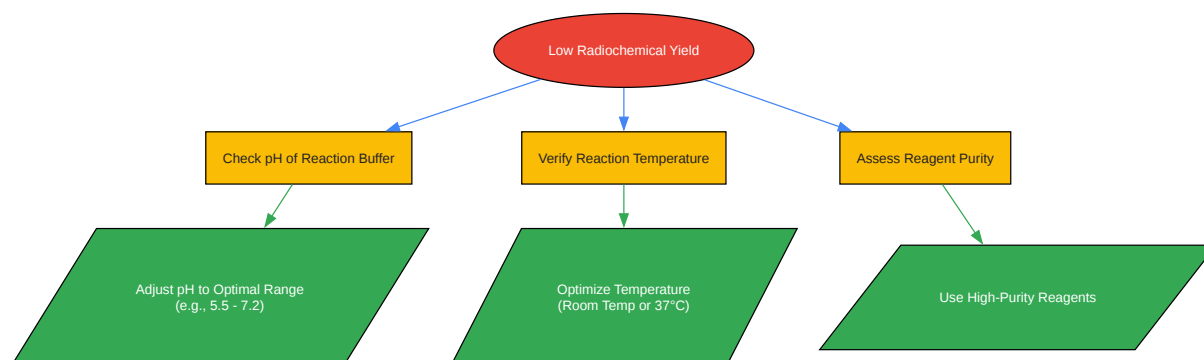 Low Radiochemical Yield
Check pH of Reaction Buffer
Verify Reaction Temperature
Assess Reagent Purity
Adjust pH to Optimal Range
(e.g., 5.5 - 7.2)
Optimize Temperature
(Room Temp or 37°C)
Use High-Purity Reagents